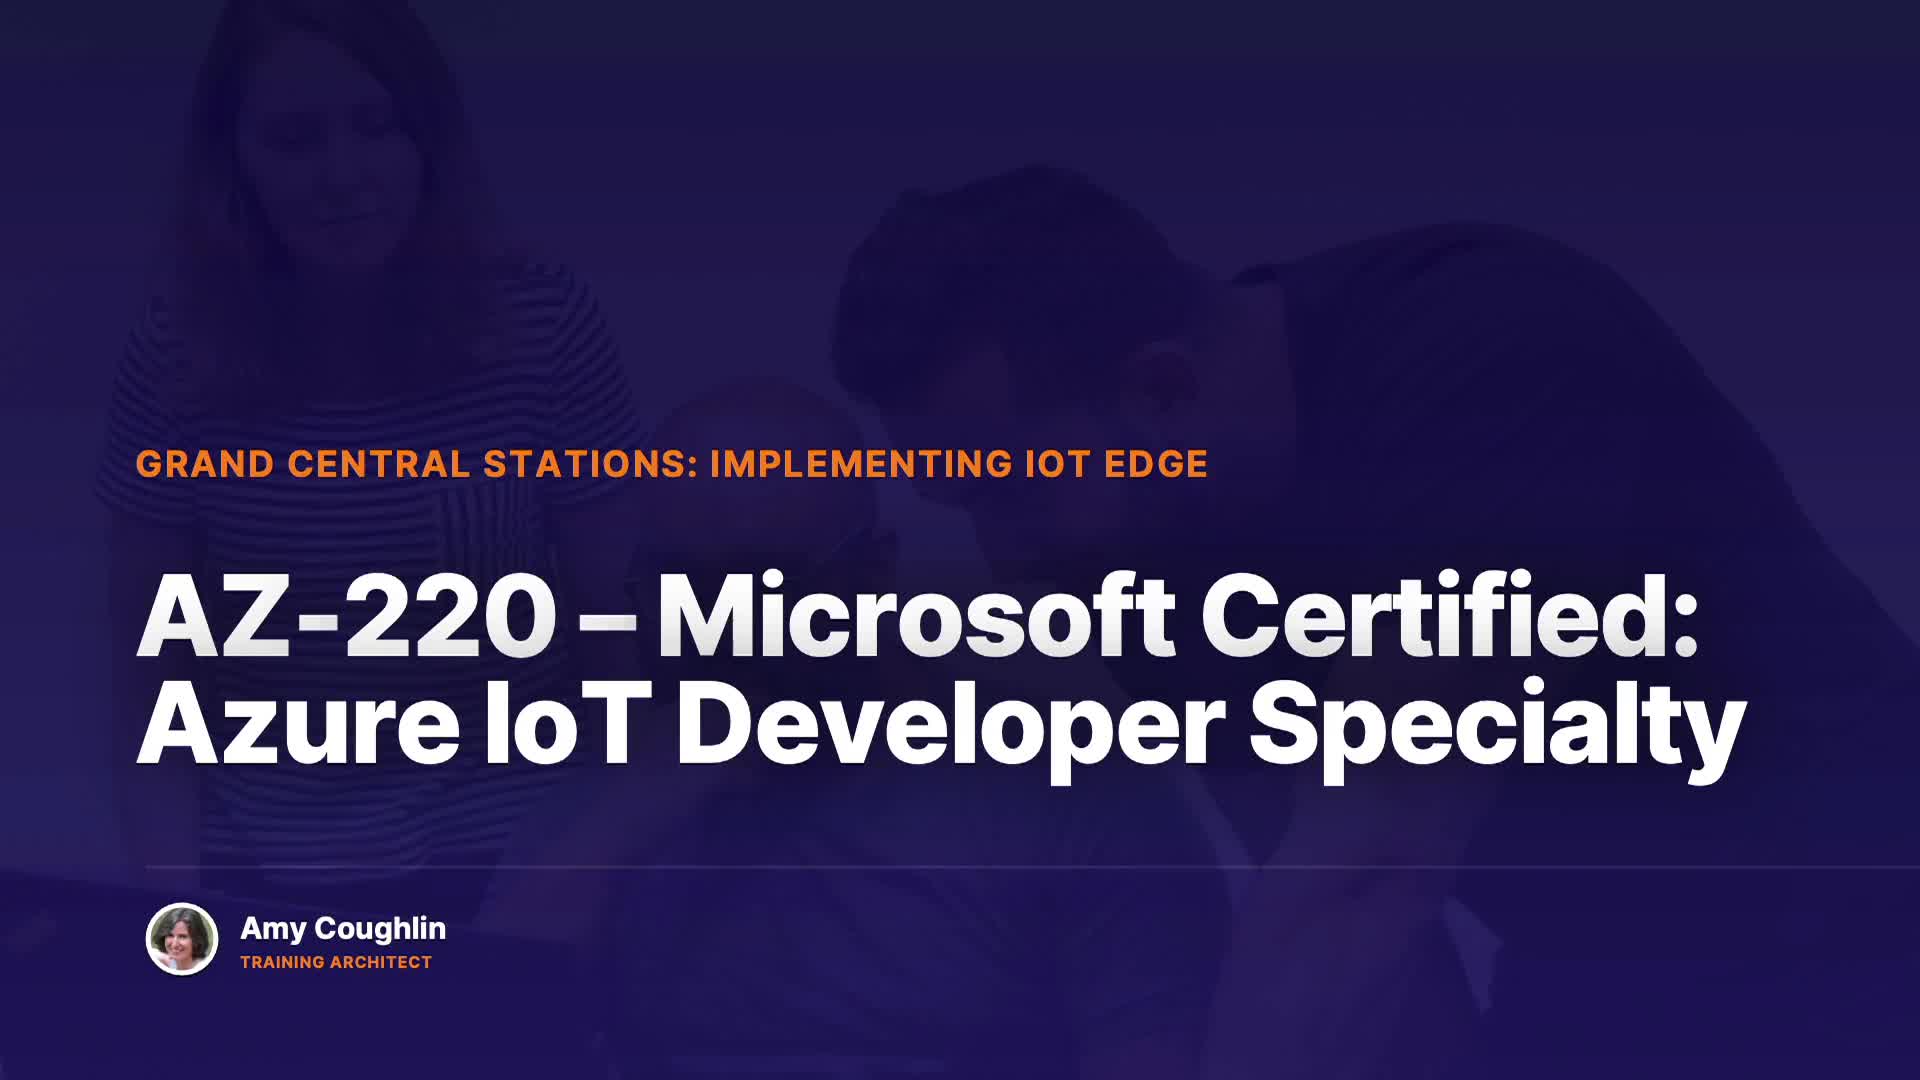 GRAND CENTRAL STATIONS: IMPLEMENTING IOT EDGE
AZ-220 – Microsoft Certified:
Azure IoT Developer Specialty
Amy Coughlin
TRAINING ARCHITECT